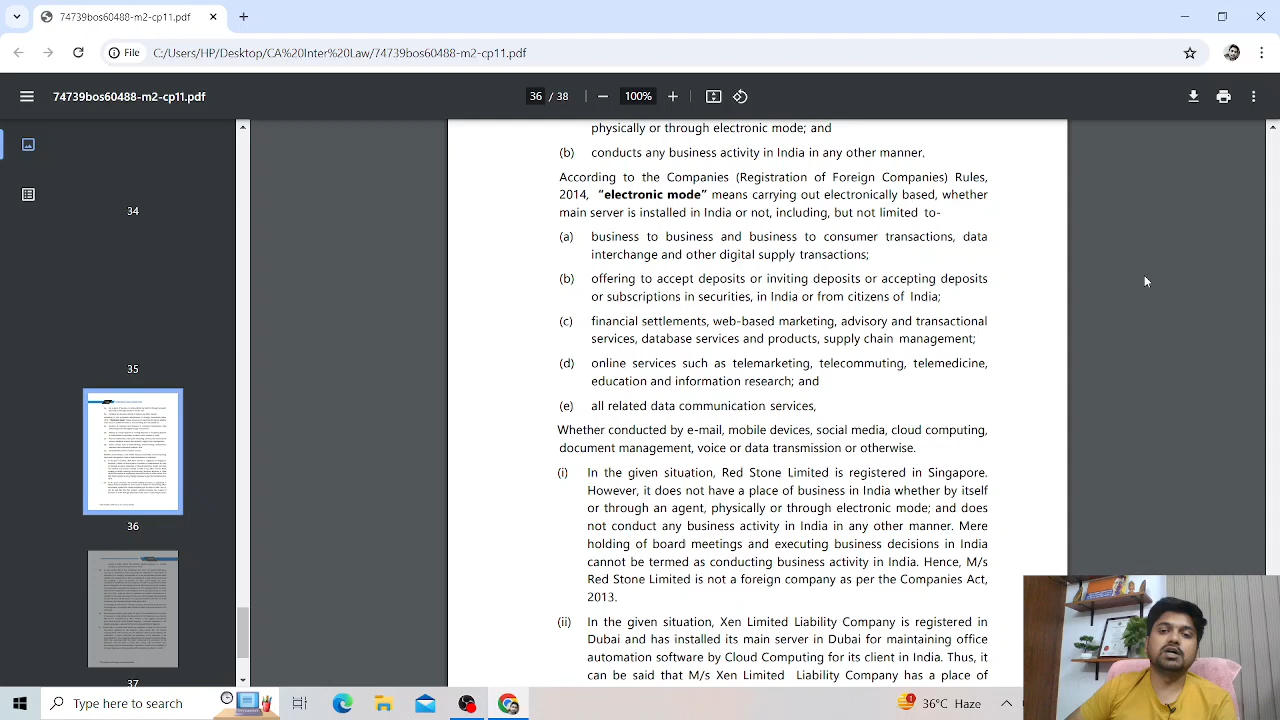 74739bos60488-m2-cp11.pdf
File
C:/Users/HP/Desktop/CA%20Inter%20Law/74739bos60488-m2-cp11.pdf
74739bos60488-m2-cp11.pdf
36 / 38
100%
34
35
36
37
physically or through electronic mode; and
(b) conducts any business activity in India in any other manner.
According to the Companies (Registration of Foreign Companies) Rules,
2014, "electronic mode" means carrying out electronically based, whether
main server is installed in India or not, including, but not limited to-
(a) business to business and business to consumer transactions, data
interchange and other digital supply transactions;
(b) offering to accept deposits or inviting deposits or accepting deposits
or subscriptions in securities, in India or from citizens of India;
(c) financial settlements, web-based marketing, advisory and transactional
services, database services and products, supply chain management;
(d) online services such as telemarketing, telecommuting, telemedicine,
education and information research; and
all related data communication services,
Whether conducted by e-mail, mobile devices, social media, cloud computing,
management, voice or data transmission or otherwise.
(i) In the given situation, Red Stone Limited is registered in Singapore.
However, it does not have a place of business in India whether by itself
or through an agent, physically or through electronic mode; and does
not conduct any business activity in India in any other manner. Mere
holding of board meetings and executing business decisions in India
cannot be termed as conducting business activity in India. Hence, M/s
Red Stone Limited is not a foreign company as per the Companies Act,
2013.
(ii) In the given situation, Xen Limited Liability Company is registered in
Dubai and has installed its main server in Dubai for maintaining office
automation software by Cloud Computing for its client in India. Thus, it
can be said that M/s Xen Limited Liability Company has a place of
Type here to search
36°
Haze